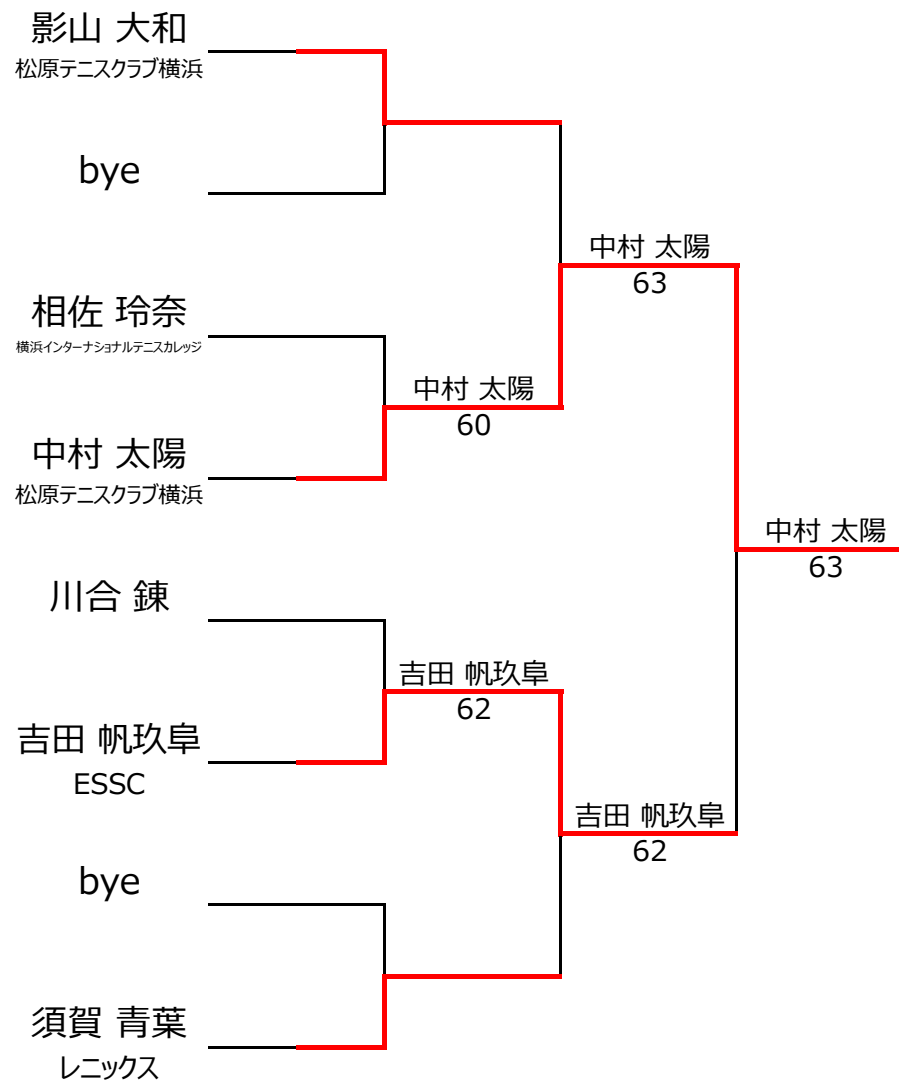 影山 大和
松原テニスクラブ横浜
bye
中村 太陽
63
相佐 玲奈
横浜インターナショナルテニスカレッジ
中村 太陽
60
中村 太陽
松原テニスクラブ横浜
中村 太陽
63
川合 錬
吉田 帆玖阜
62
吉田 帆玖阜
ESSC
吉田 帆玖阜
62
bye
須賀 青葉
レニックス